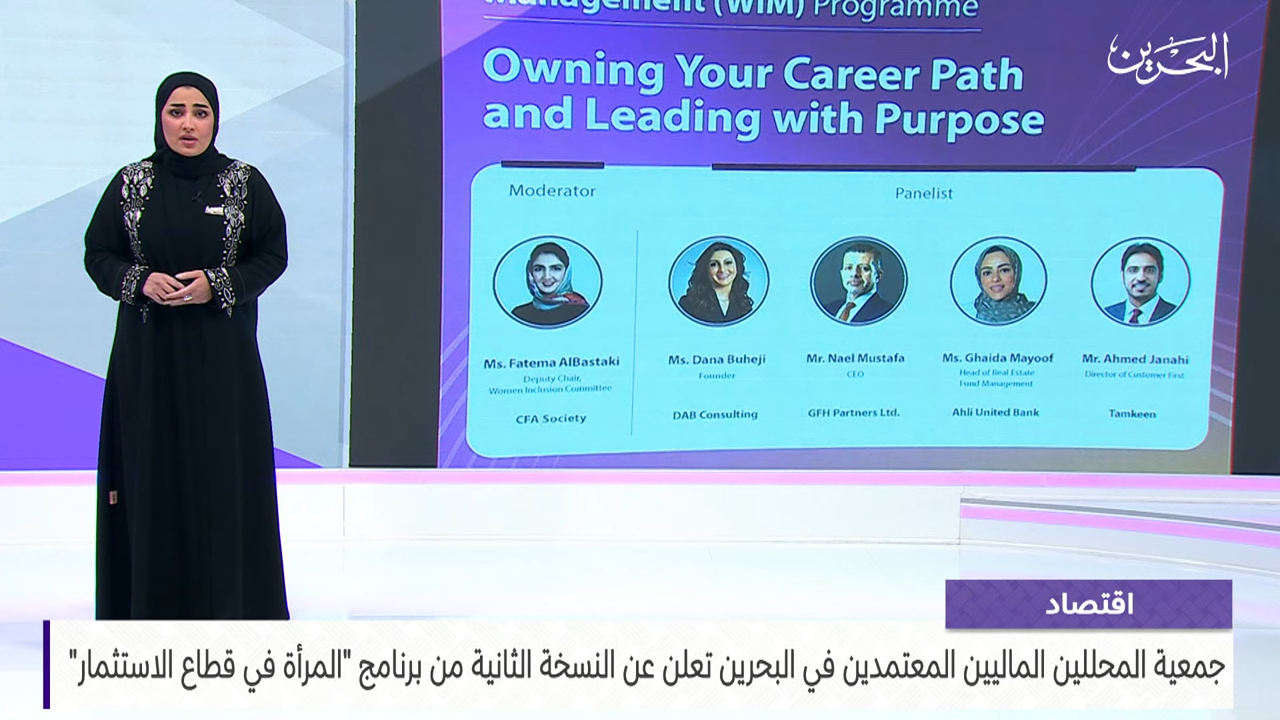 Management (WIM) Programme
Owning Your Career Path
and Leading with Purpose
البحرين
Moderator
Panelist
Ms. Fatema AlBastaki
Deputy Chair,
Women Inclusion Committee
CFA Society
Ms. Dana Buheji
Founder
DAB Consulting
Mr. Nael Mustafa
CEO
GFH Partners Ltd.
Ms. Ghaida Mayoof
Head of Real Estate
Fund Management
Ahli United Bank
Mr. Ahmed Janahi
Director of Customer First
Tamkeen
اقتصاد
جمعية المحللين الماليين المعتمدين في البحرين تعلن عن النسخة الثانية من برنامج "المرأة في قطاع الاستثمار"